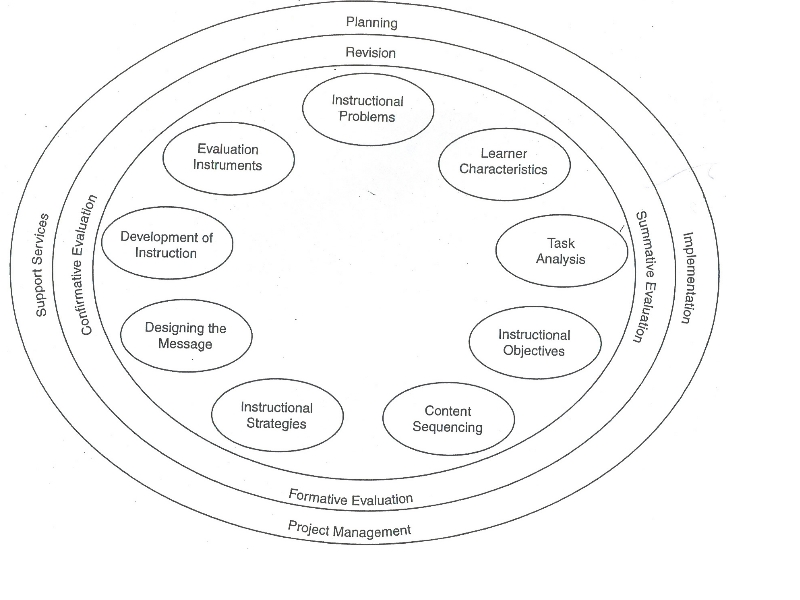 Planning
Revision
Instructional
Problems
Learner
Characteristics
Task
Analysis
Instructional
Objectives
Content
Sequencing
Instructional
Strategies
Designing the
Message
Development of
Instruction
Evaluation
Instruments
Confirmative Evaluation
Summative Evaluation
Formative Evaluation
Support Services
Implementation
Project Management